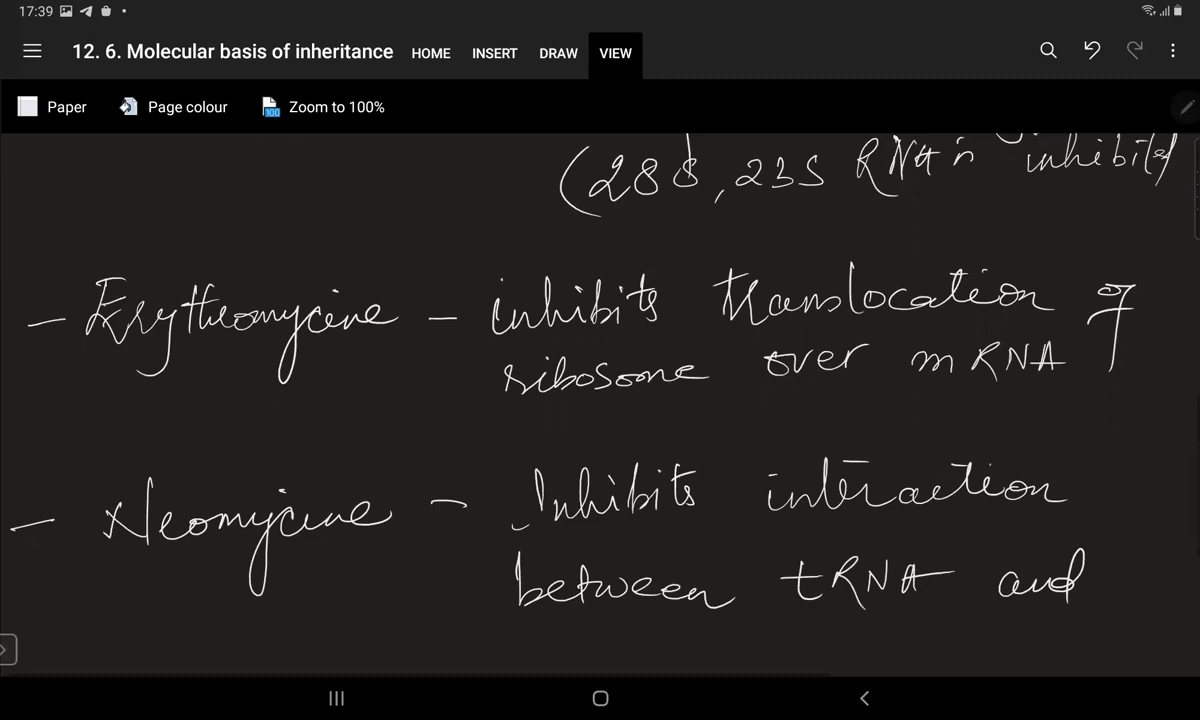 17:39
12. 6. Molecular basis of inheritance HOME INSERT DRAW VIEW
Paper Page colour Zoom to 100%
(28S, 23S RNA is inhibited
- Erythromycine - inhibits translocation of
ribosome over mRNA
- Neomycine - Inhibits interaction
between tRNA and